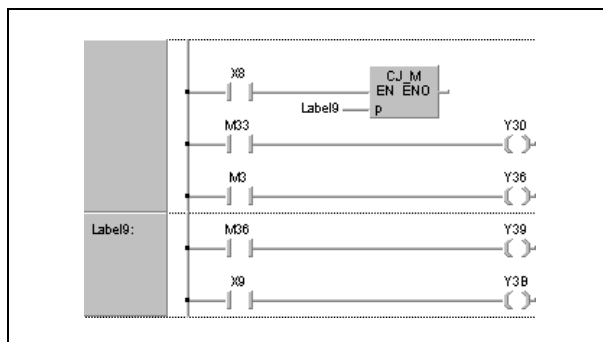 X8
CJ_M
EN ENO
Label9
p
M33
Y30
M3
Y36
Label9:
M36
Y39
X9
Y3B